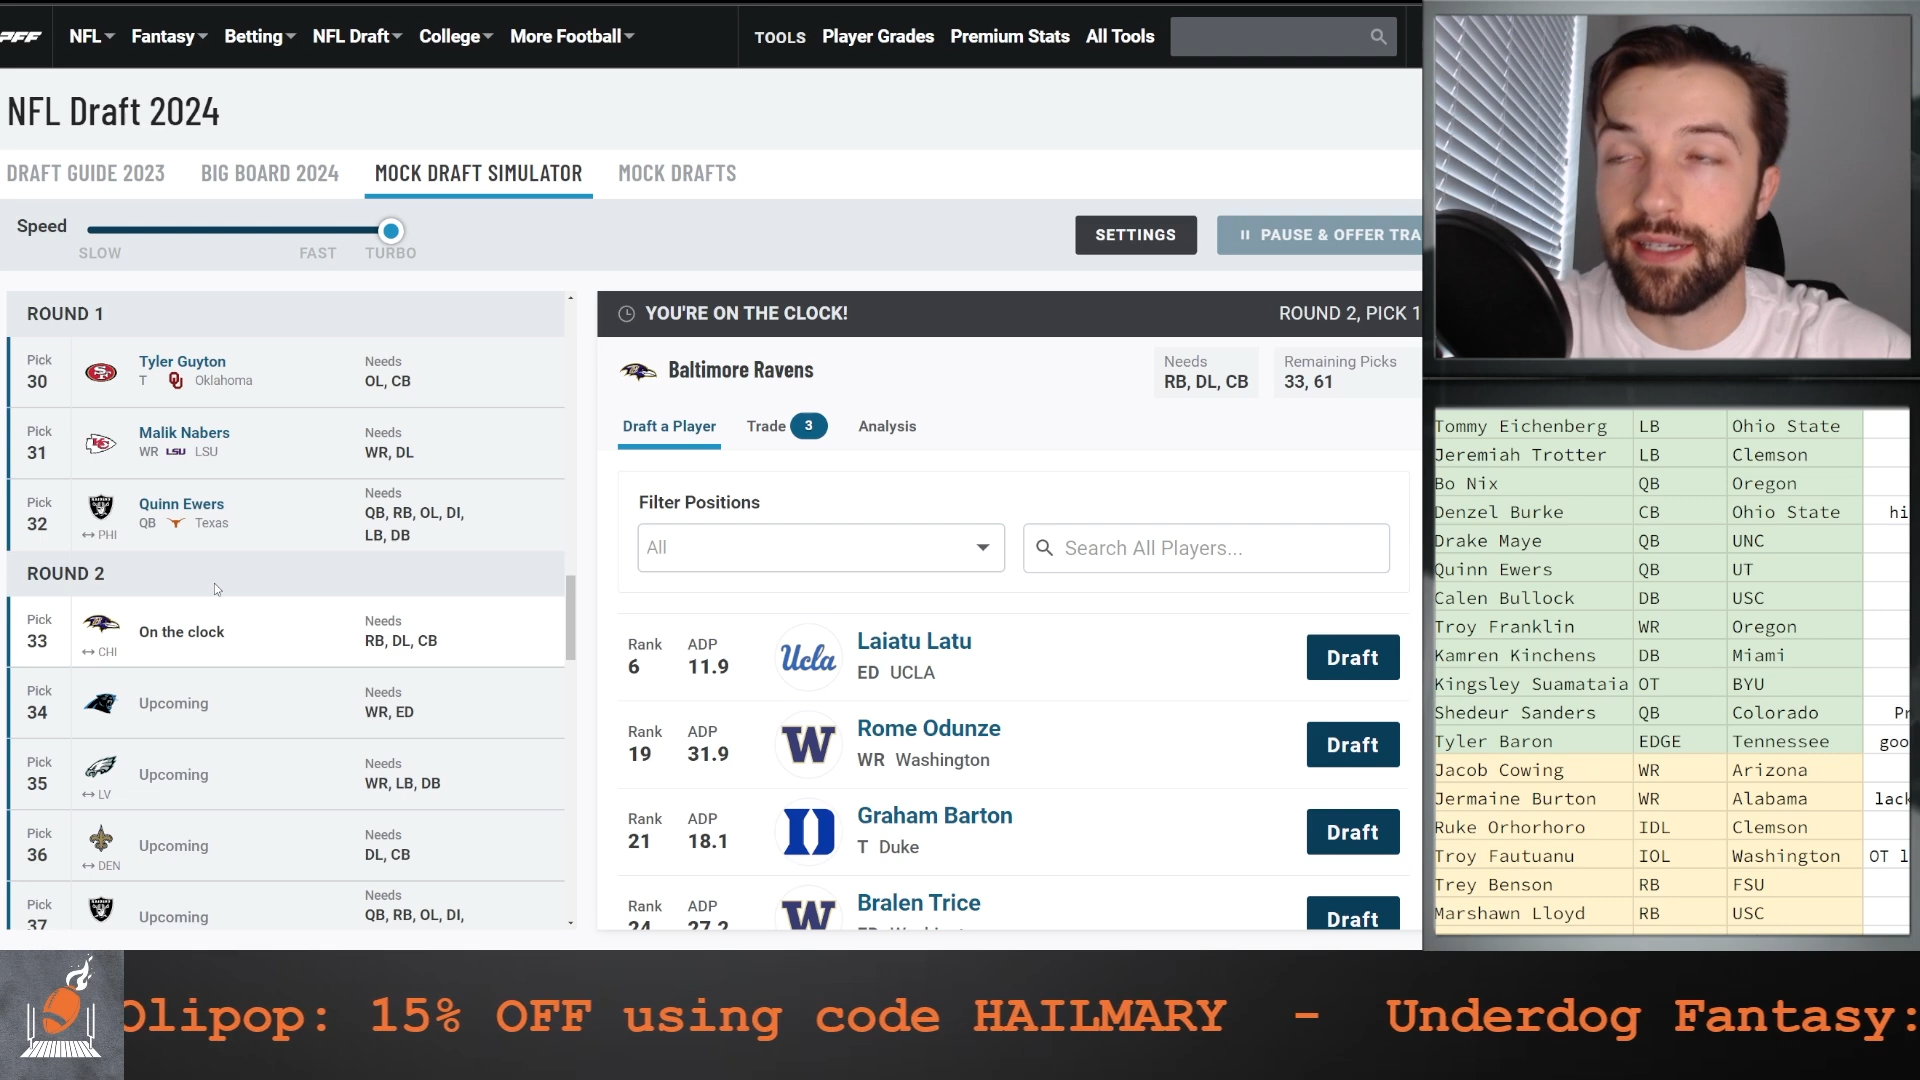 PFF NFL Fantasy Betting NFL Draft College More Football TOOLS Player Grades Premium Stats All Tools
NFL Draft 2024
DRAFT GUIDE 2023 BIG BOARD 2024 MOCK DRAFT SIMULATOR MOCK DRAFTS
Speed
SLOW FAST TURBO
SETTINGS
PAUSE & OFFER TRA
ROUND 1
Pick 30 Tyler Guyton Needs
T OU Oklahoma OL, CB
Pick 31 Malik Nabers Needs
WR LSU LSU WR, DL
Pick 32 Quinn Ewers Needs
QB Texas QB, RB, OL, DI,
↔ PHI LB, DB
ROUND 2
Pick 33 On the clock Needs
↔ CHI RB, DL, CB
Pick 34 Upcoming Needs
WR, ED
Pick 35 Upcoming Needs
↔ LV WR, LB, DB
Pick 36 Upcoming Needs
↔ DEN DL, CB
Pick 37 Upcoming Needs
QB, RB, OL, DI,
YOU'RE ON THE CLOCK! ROUND 2, PICK 1
Baltimore Ravens
Needs
RB, DL, CB
Remaining Picks
33, 61
Draft a Player Trade 3 Analysis
Filter Positions
All
Search All Players...
Rank ADP Ucla Laiatu Latu
6 11.9 ED UCLA Draft
Rank ADP W Rome Odunze
19 31.9 WR Washington Draft
Rank ADP D Graham Barton
21 18.1 T Duke Draft
Rank ADP W Bralen Trice
24 27.2 Draft
Tommy Eichenberg LB Ohio State
Jeremiah Trotter LB Clemson
Bo Nix QB Oregon
Denzel Burke CB Ohio State hi
Drake Maye QB UNC
Quinn Ewers QB UT
Calen Bullock DB USC
Troy Franklin WR Oregon
Kamren Kinchens DB Miami
Kingsley Suamataia OT BYU
Shedeur Sanders QB Colorado Pr
Tyler Baron EDGE Tennessee goo
Jacob Cowing WR Arizona
Jermaine Burton WR Alabama lack
Ruke Orhorhoro IDL Clemson
Troy Fautuanu IOL Washington OT l
Trey Benson RB FSU
Marshawn Lloyd RB USC
Olipop: 15% OFF using code HAILMARY - Underdog Fantasy: